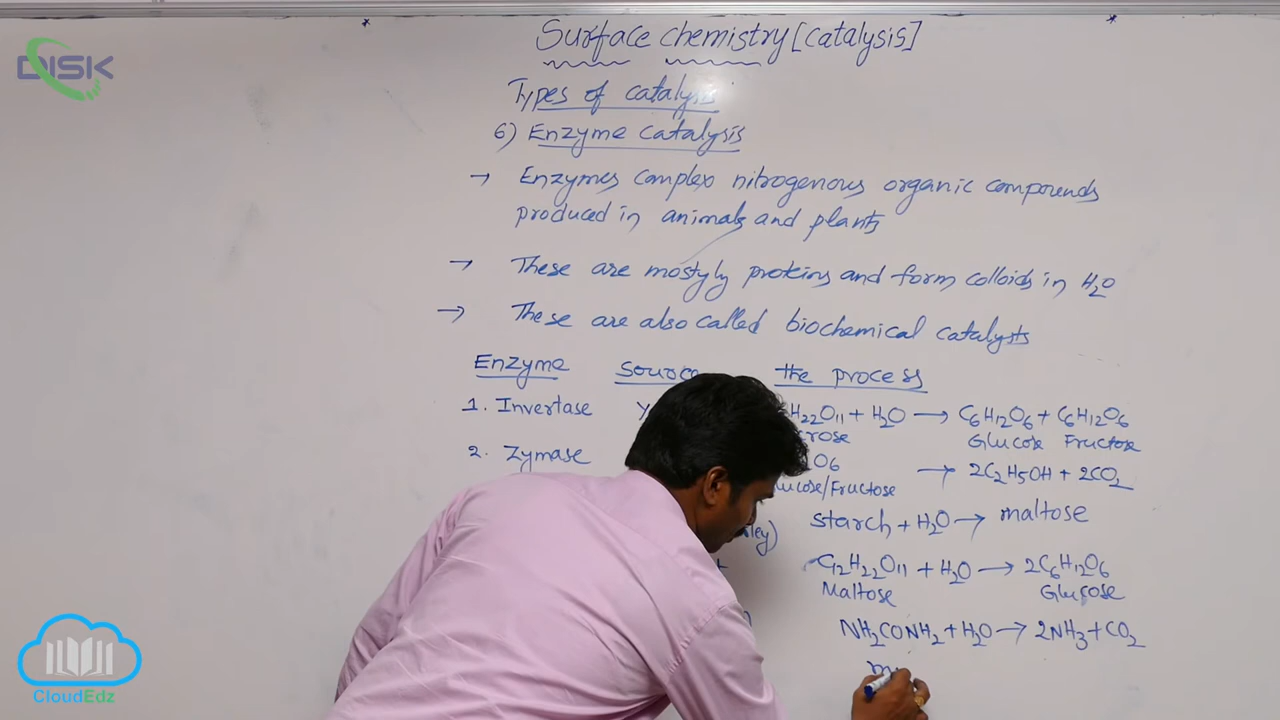 DISK
Surface chemistry [catalysis]
Types of catalysis
6) Enzyme catalysis
→ Enzymes complex nitrogenous organic compounds
produced in animals and plants
→ These are mostyly proteins and form colloids in H₂O
→ These are also called biochemical catalysts
Enzyme Source the process
1. Invertase H₂₂O₁₁ + H₂O → C₆H₁₂O₆ + C₆H₁₂O₆
Glucose Fructose
2. Zymase O₆ → 2C₂H₅OH + 2CO₂
/Fructose
starch + H₂O → maltose
C₁₂H₂₂O₁₁ + H₂O → 2C₆H₁₂O₆
Maltose Glucose
NH₂CONH₂ + H₂O → 2NH₃ + CO₂
CloudEdz